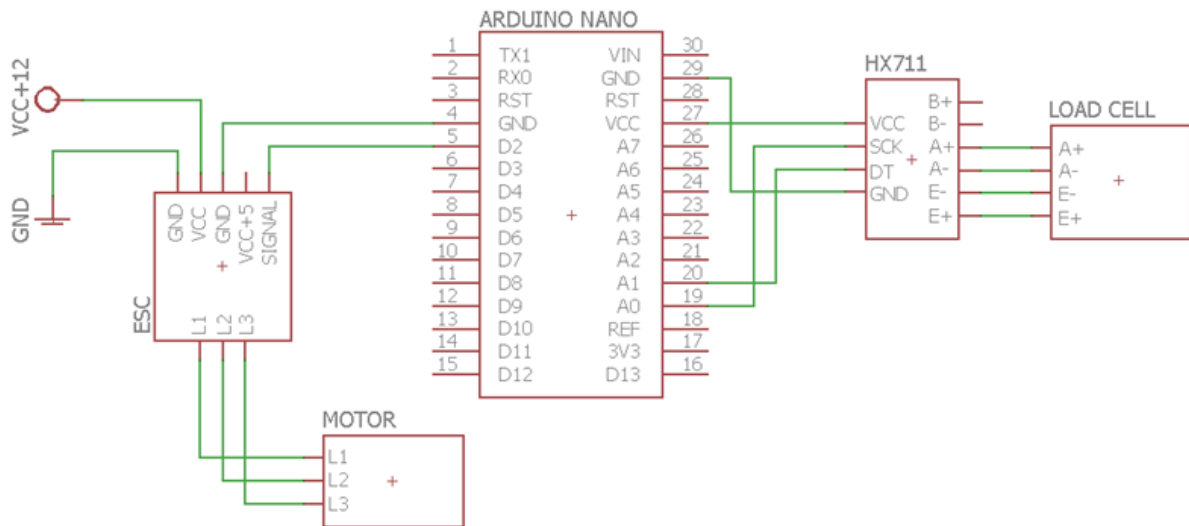 ARDUINO NANO
1 TX1 VIN 30
2 RX0 GND 29
3 RST RST 28
4 GND VCC 27
5 D2 A7 26
6 D3 A6 25
7 D4 A5 24
8 D5 A4 23
9 D6 A3 22
10 D7 A2 21
11 D8 A1 20
12 D9 A0 19
13 D10 REF 18
14 D11 3V3 17
15 D12 D13 16
VCC+12
GND
ESC
GND
VCC
GND
VCC+5
SIGNAL
L1
L2
L3
MOTOR
L1
L2
L3
HX711
B+
B-
VCC
SCK A+
DT A-
GND E-
E+
LOAD CELL
A+
A-
E-
E+